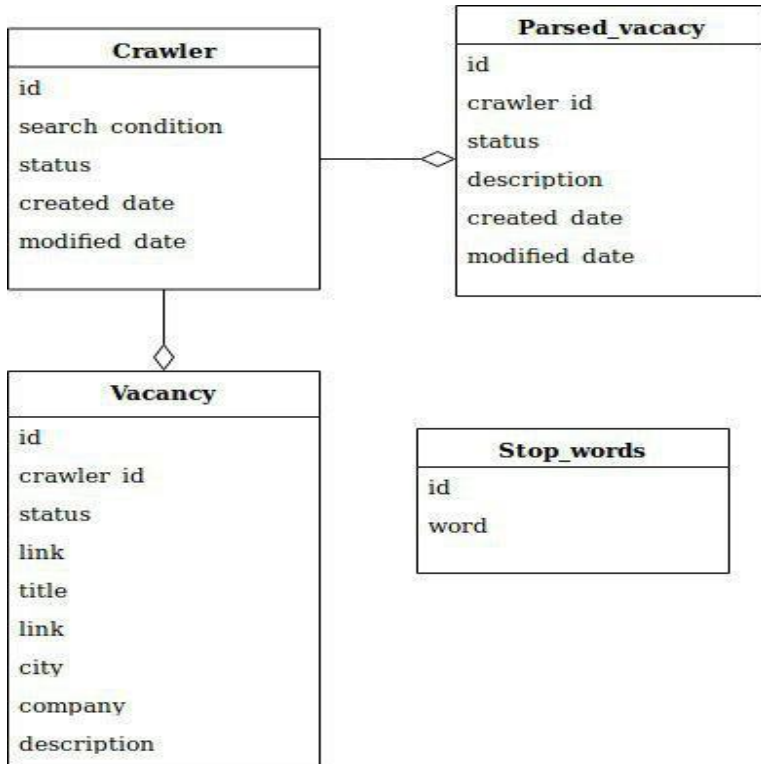 Crawler
id
search condition
status
created date
modified date
Parsed_vacacy
id
crawler id
status
description
created date
modified date
Vacancy
id
crawler id
status
link
title
link
city
company
description
Stop_words
id
word